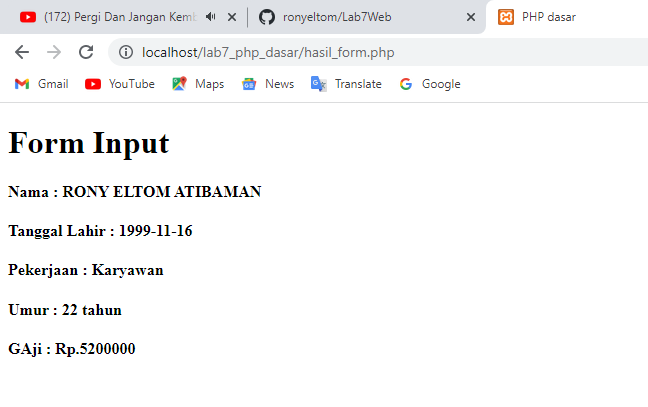 (172) Pergi Dan Jangan Kemb
ronyeltom/Lab7Web
PHP dasar
localhost/lab7_php_dasar/hasil_form.php
Gmail
YouTube
Maps
News
Translate
Google
Form Input
Nama : RONY ELTOM ATIBAMAN
Tanggal Lahir : 1999-11-16
Pekerjaan : Karyawan
Umur : 22 tahun
GAji : Rp.5200000